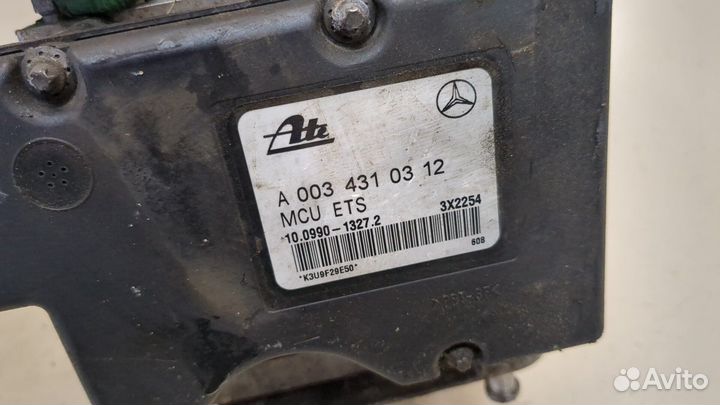 Ate
A 003 431 03 12
MCU ETS
10.0990-1327.2 3X2254
608
*K3U9F29E50*
Avito